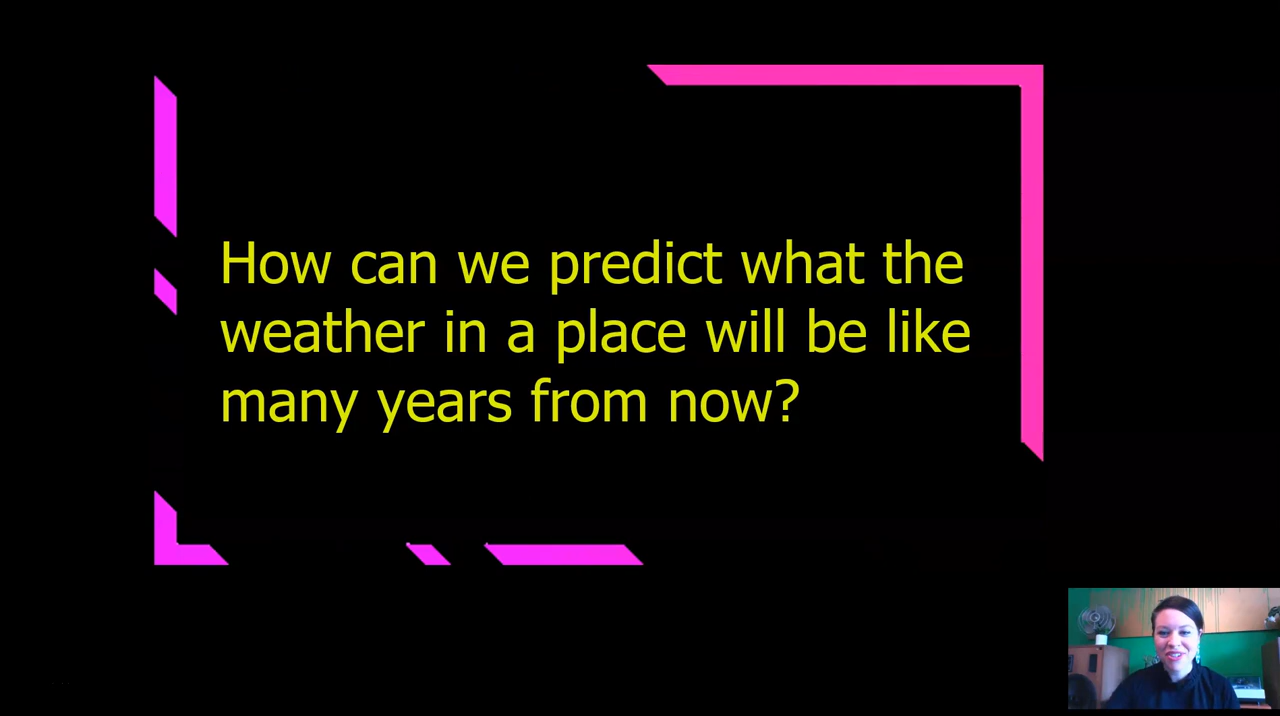 How can we predict what the
weather in a place will be like
many years from now?